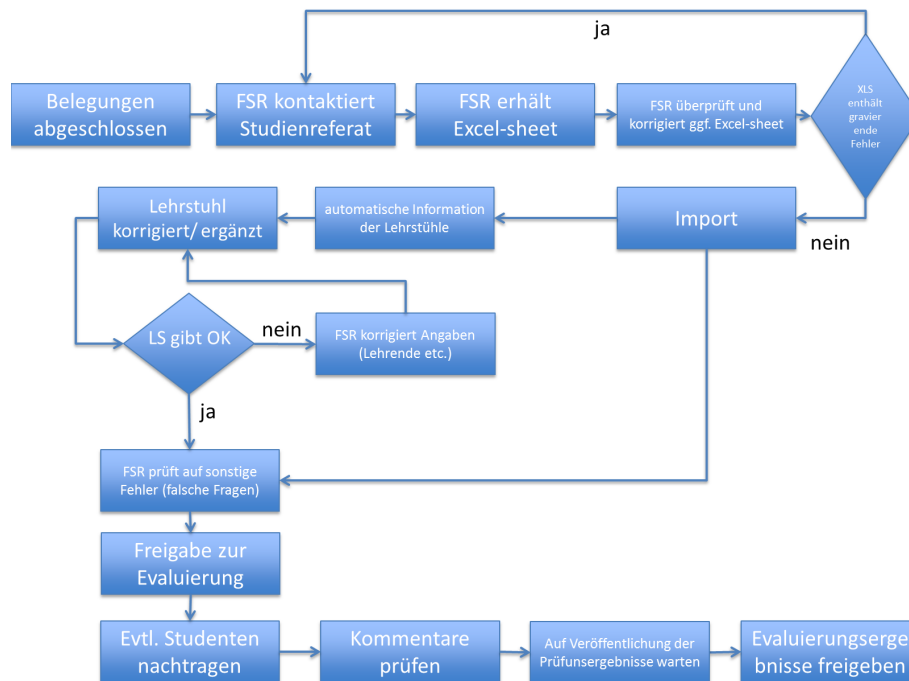 ja
Belegungen
abgeschlossen
FSR kontaktiert
Studienreferat
FSR erhält
Excel-sheet
FSR überprüft und
korrigiert ggf. Excel-sheet
XLS
enthält
gravier
ende
Fehler
Lehrstuhl
korrigiert/ ergänzt
automatische Information
der Lehrstühle
Import
nein
LS gibt OK
nein
FSR korrigiert Angaben
(Lehrende etc.)
ja
FSR prüft auf sonstige
Fehler (falsche Fragen)
Freigabe zur
Evaluierung
Evtl. Studenten
nachtragen
Kommentare
prüfen
Auf Veröffentlichung der
Prüfunsergebnisse warten
Evaluierungserge
bnisse freigeben